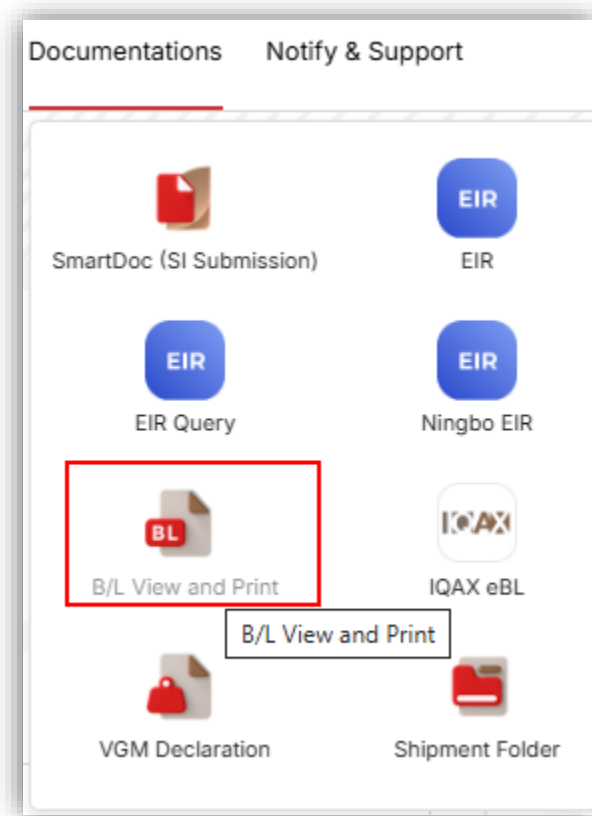 Documentations Notify & Support
EIR
SmartDoc (SI Submission) EIR
EIR EIR
EIR Query Ningbo EIR
BL IQAX
B/L View and Print IQAX eBL
B/L View and Print
VGM Declaration Shipment Folder